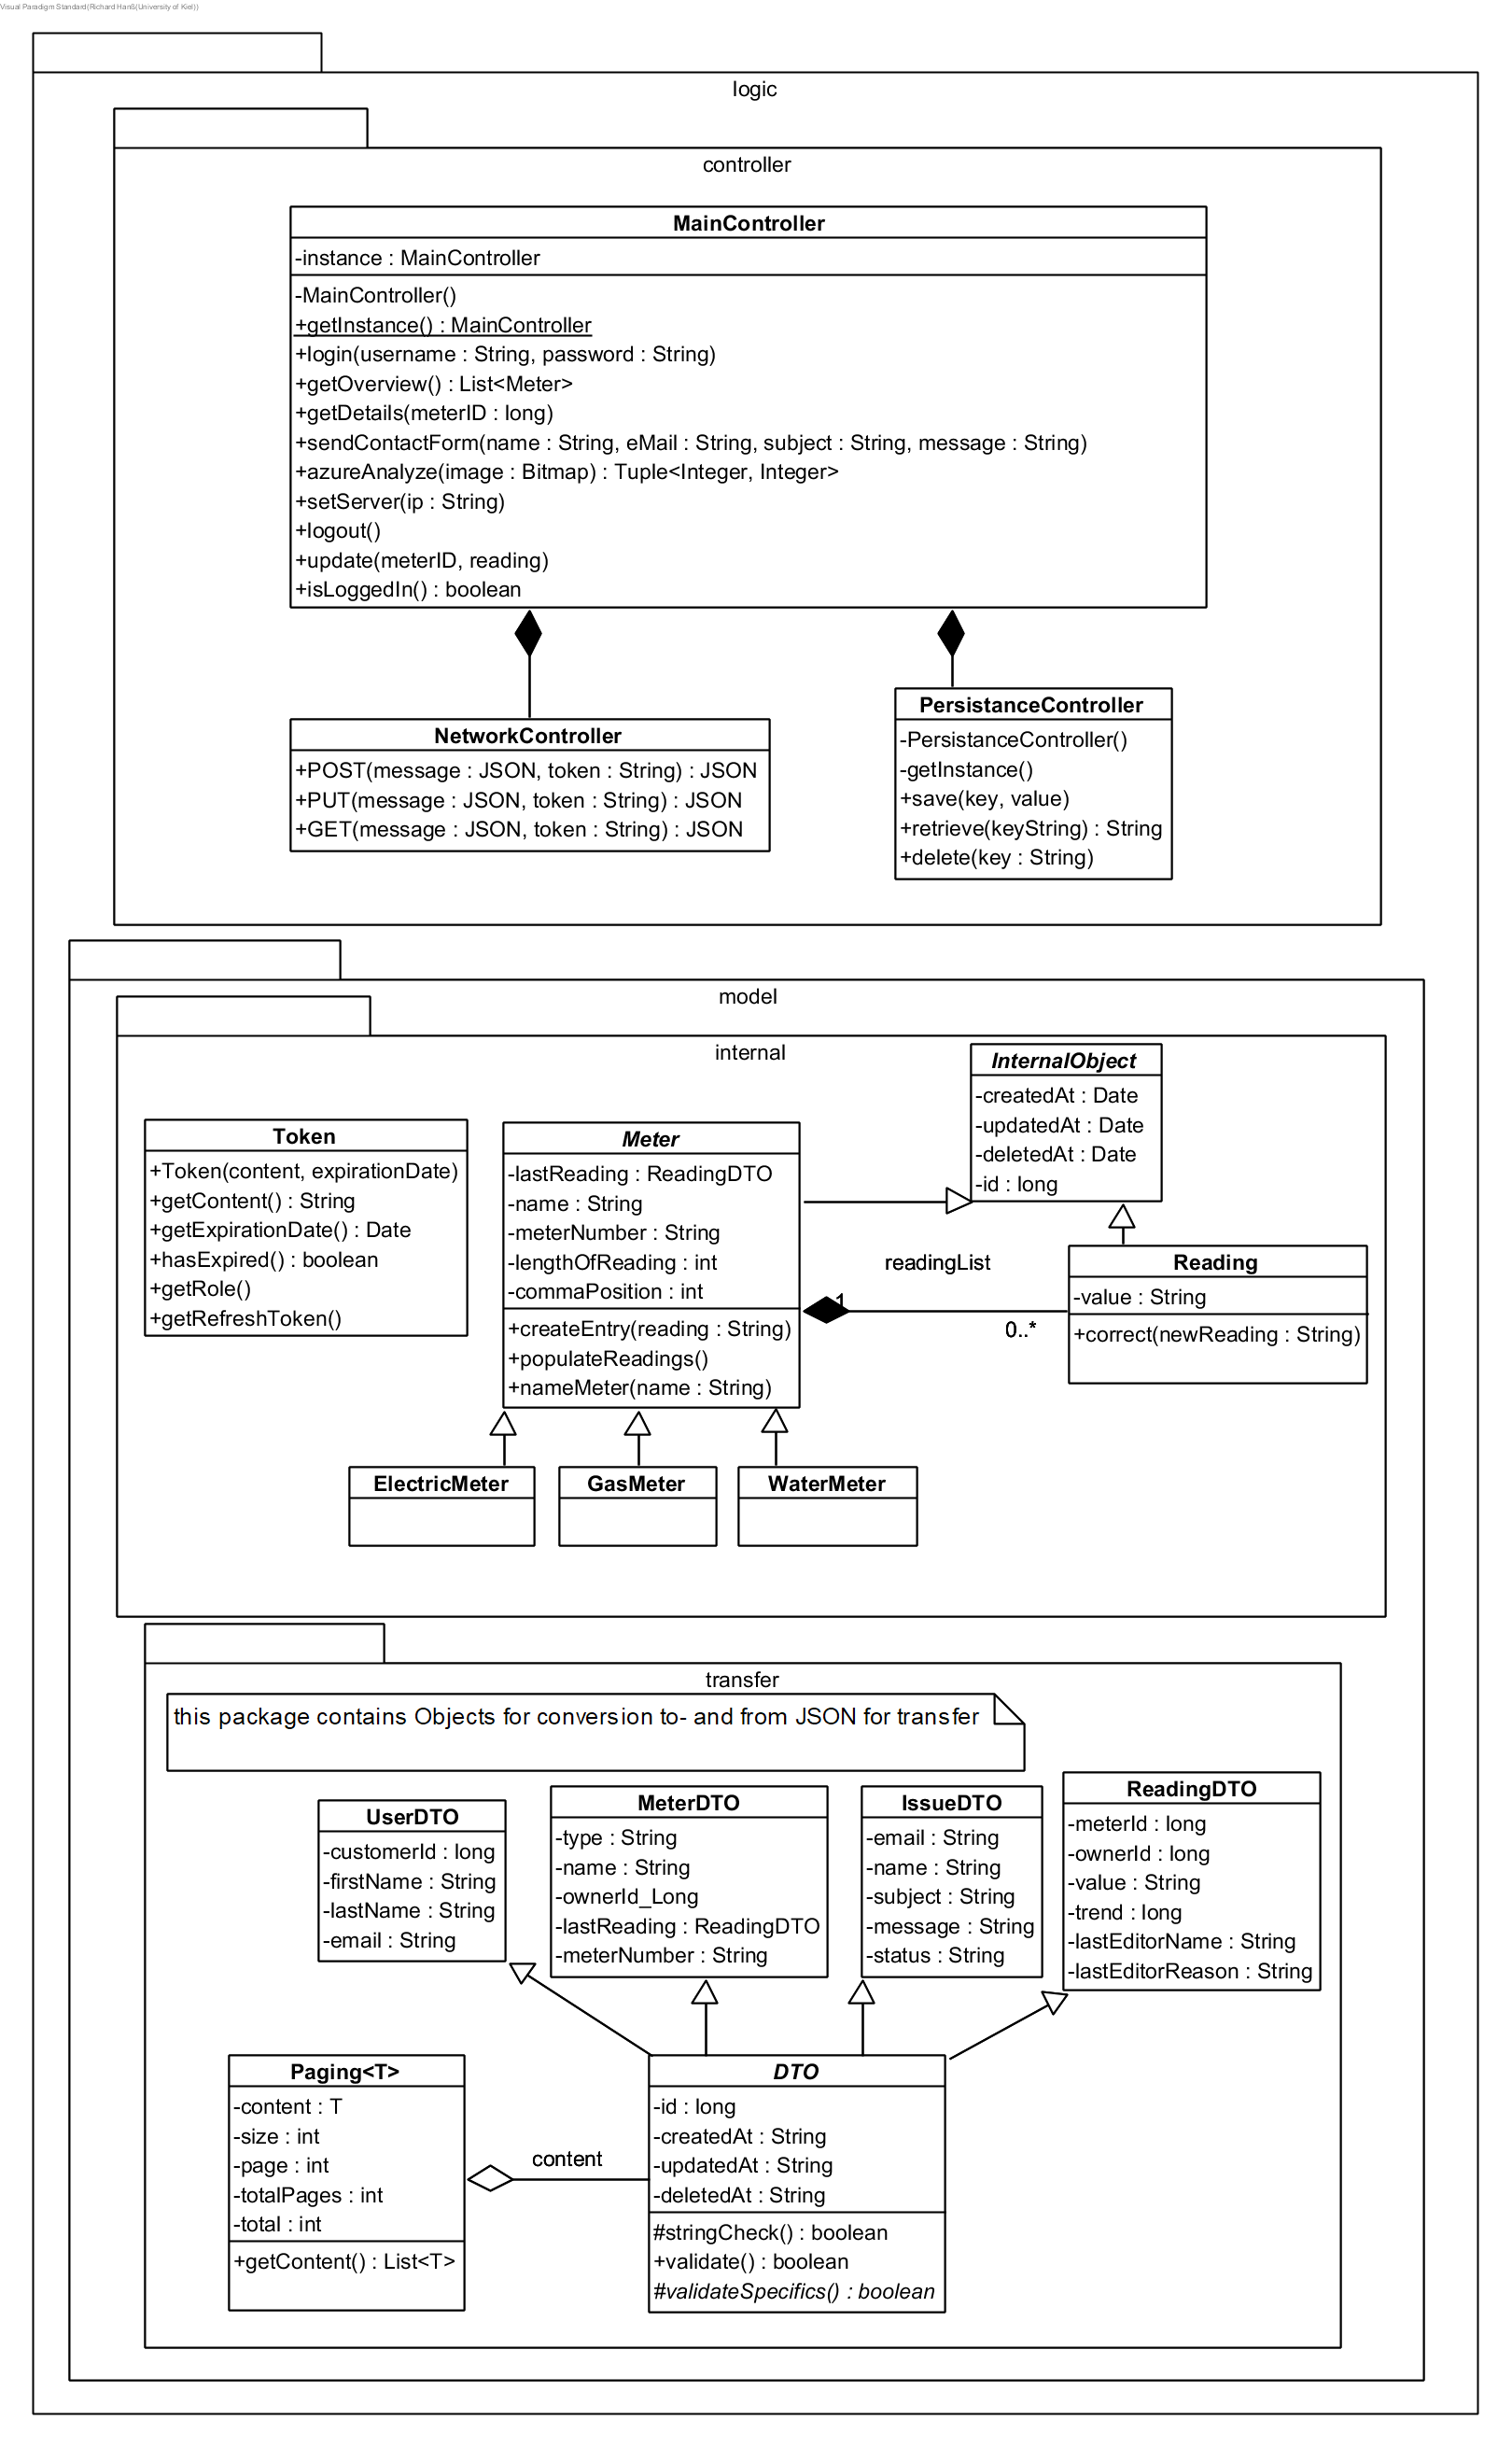 Visual Paradigm Standard(Richard Hanß(University of Kiel))
logic
controller
MainController
-instance : MainController
-MainController()
+getInstance() : MainController
+login(username : String, password : String)
+getOverview() : List<Meter>
+getDetails(meterID : long)
+sendContactForm(name : String, eMail : String, subject : String, message : String)
+azureAnalyze(image : Bitmap) : Tuple<Integer, Integer>
+setServer(ip : String)
+logout()
+update(meterID, reading)
+isLoggedIn() : boolean
NetworkController
+POST(message : JSON, token : String) : JSON
+PUT(message : JSON, token : String) : JSON
+GET(message : JSON, token : String) : JSON
PersistanceController
-PersistanceController()
-getInstance()
+save(key, value)
+retrieve(keyString) : String
+delete(key : String)
model
internal
InternalObject
-createdAt : Date
-updatedAt : Date
-deletedAt : Date
-id : long
Token
+Token(content, expirationDate)
+getContent() : String
+getExpirationDate() : Date
+hasExpired() : boolean
+getRole()
+getRefreshToken()
Meter
-lastReading : ReadingDTO
-name : String
-meterNumber : String
-lengthOfReading : int
-commaPosition : int
+createEntry(reading : String)
+populateReadings()
+nameMeter(name : String)
readingList
1
0..*
Reading
-value : String
+correct(newReading : String)
ElectricMeter
GasMeter
WaterMeter
transfer
this package contains Objects for conversion to- and from JSON for transfer
UserDTO
-customerId : long
-firstName : String
-lastName : String
-email : String
MeterDTO
-type : String
-name : String
-ownerId_Long
-lastReading : ReadingDTO
-meterNumber : String
IssueDTO
-email : String
-name : String
-subject : String
-message : String
-status : String
ReadingDTO
-meterId : long
-ownerId : long
-value : String
-trend : long
-lastEditorName : String
-lastEditorReason : String
Paging<T>
-content : T
-size : int
-page : int
-totalPages : int
-total : int
+getContent() : List<T>
content
DTO
-id : long
-createdAt : String
-updatedAt : String
-deletedAt : String
#stringCheck() : boolean
+validate() : boolean
#validateSpecifics() : boolean